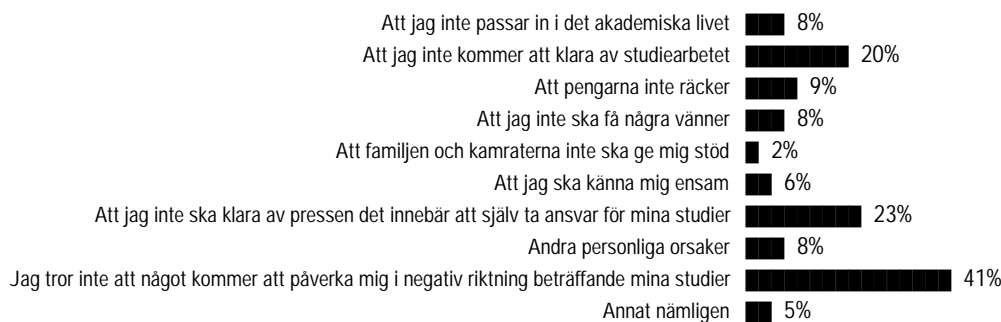 Att jag inte passar in i det akademiska livet 8%
Att jag inte kommer att klara av studiearbetet 20%
Att pengarna inte räcker 9%
Att jag inte ska få några vänner 8%
Att familjen och kamraterna inte ska ge mig stöd 2%
Att jag ska känna mig ensam 6%
Att jag inte ska klara av pressen det innebär att själv ta ansvar för mina studier 23%
Andra personliga orsaker 8%
Jag tror inte att något kommer att påverka mig i negativ riktning beträffande mina studier 41%
Annat nämligen 5%